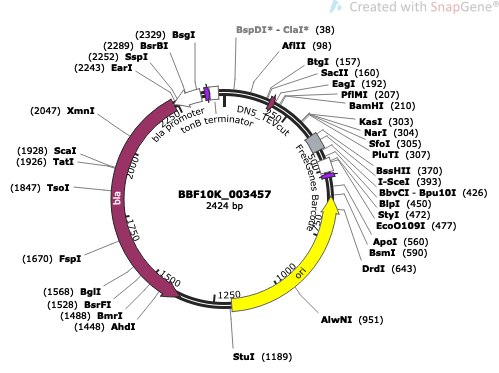 Created with SnapGene®
BspDI* - ClaI* (38)
AflII (98)
BtgI (157)
SacII (160)
EagI (192)
PflMI (207)
BamHI (210)
KasI (303)
NarI (304)
SfoI (305)
PluTI (307)
BssHII (370)
I-SceI (393)
BbvCI - Bpu10I (426)
BlpI (450)
StyI (472)
EcoO109I (477)
ApoI (560)
BsmI (590)
DrdI (643)
AlwNI (951)
StuI (1189)
(1448) AhdI
(1488) BmrI
(1528) BsrFI
(1568) BglI
(1670) FspI
(1847) TsoI
(1926) TatI
(1928) ScaI
(2047) XmnI
(2243) EarI
(2252) SspI
(2289) BsrBI
(2329) BsgI
bla promoter
tonB terminator
DN5_TEVcut
FreeGenes Barcode
ori
bla
750
1000
1250
1500
1750
2000
2250
BBF10K_003457
2424 bp